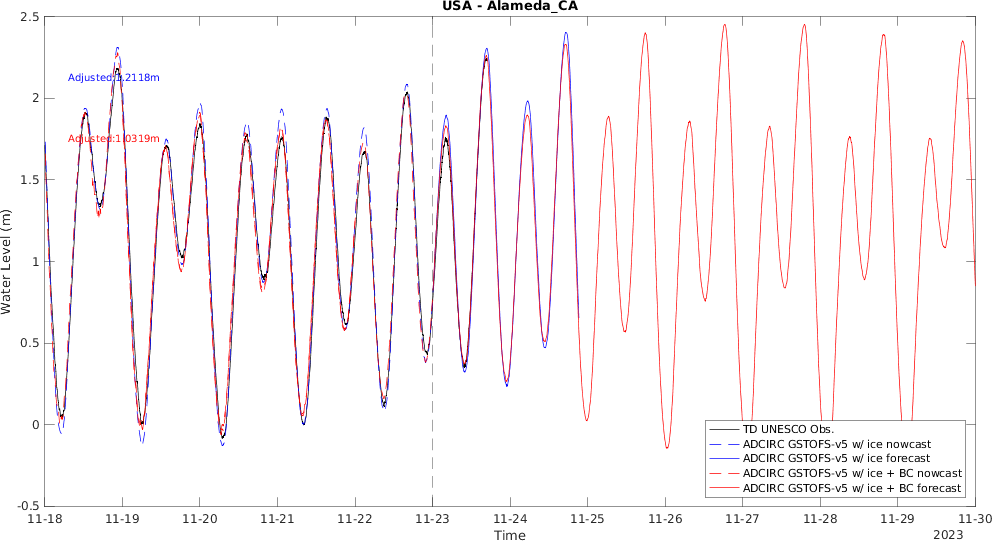 USA - Alameda_CA
2.5
2
1.5
1
0.5
0
-0.5
Water Level (m)
Adjusted:1.2118m
Adjusted:1.0319m
TD UNESCO Obs.
ADCIRC GSTOFS-v5 w/ ice nowcast
ADCIRC GSTOFS-v5 w/ ice forecast
ADCIRC GSTOFS-v5 w/ ice + BC nowcast
ADCIRC GSTOFS-v5 w/ ice + BC forecast
11-18 11-19 11-20 11-21 11-22 11-23 11-24 11-25 11-26 11-27 11-28 11-29 11-30
Time
2023